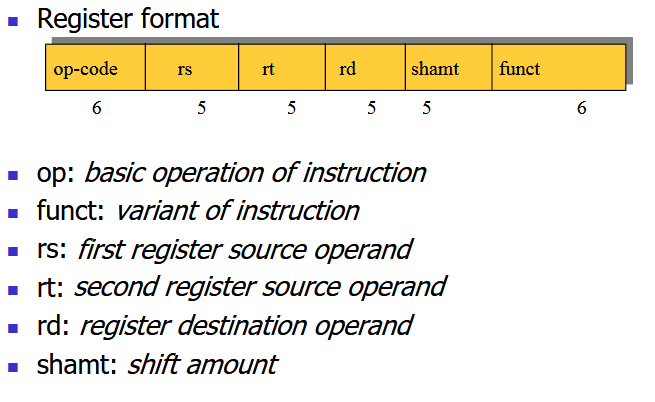 Register format
op-code rs rt rd shamt funct
6 5 5 5 5 6
op: basic operation of instruction
funct: variant of instruction
rs: first register source operand
rt: second register source operand
rd: register destination operand
shamt: shift amount